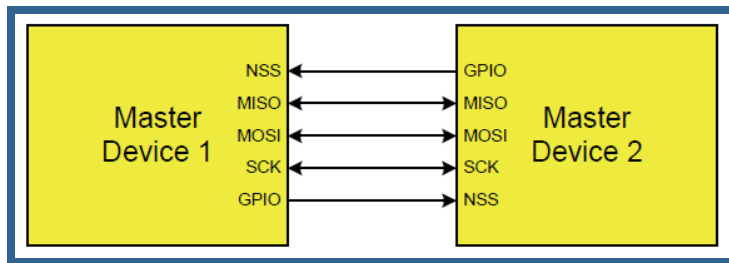 Master
Device 1
NSS
MISO
MOSI
SCK
GPIO
GPIO
MISO
MOSI
SCK
NSS
Master
Device 2